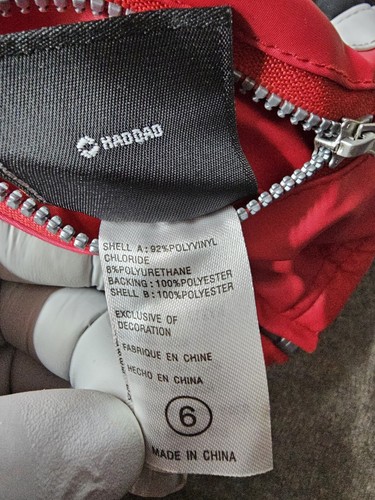 HADDAD
SHELL A: 92%POLYVINYL
CHLORIDE
8%POLYURETHANE
BACKING: 100%POLYESTER
SHELL B: 100%POLYESTER
EXCLUSIVE OF
DECORATION
FABRIQUE EN CHINE
HECHO EN CHINA
6
MADE IN CHINA